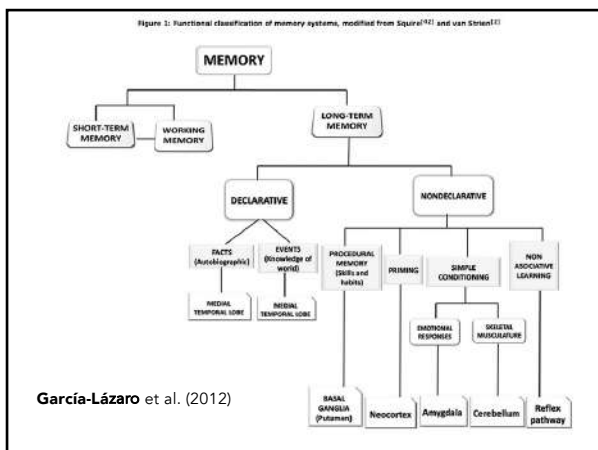 Figure 1: Functional classification of memory systems, modified from Squire[42] and van Strien[2]
MEMORY
SHORT-TERM
MEMORY
WORKING
MEMORY
LONG-TERM
MEMORY
DECLARATIVE
NONDECLARATIVE
FACTS
(Autobiographic)
EVENTS
(Knowledge of
world)
PROCEDURAL
MEMORY
(Skills and
habits)
PRIMING
SIMPLE
CONDITIONING
NON
ASOCIATIVE
LEARNING
MEDIAL
TEMPORAL LOBE
MEDIAL
TEMPORAL LOBE
EMOTIONAL
RESPONSES
SKELETAL
MUSCULATURE
BASAL
GANGLIA
(Putamen)
Neocortex
Amygdala
Cerebellum
Reflex
pathway
García-Lázaro et al. (2012)